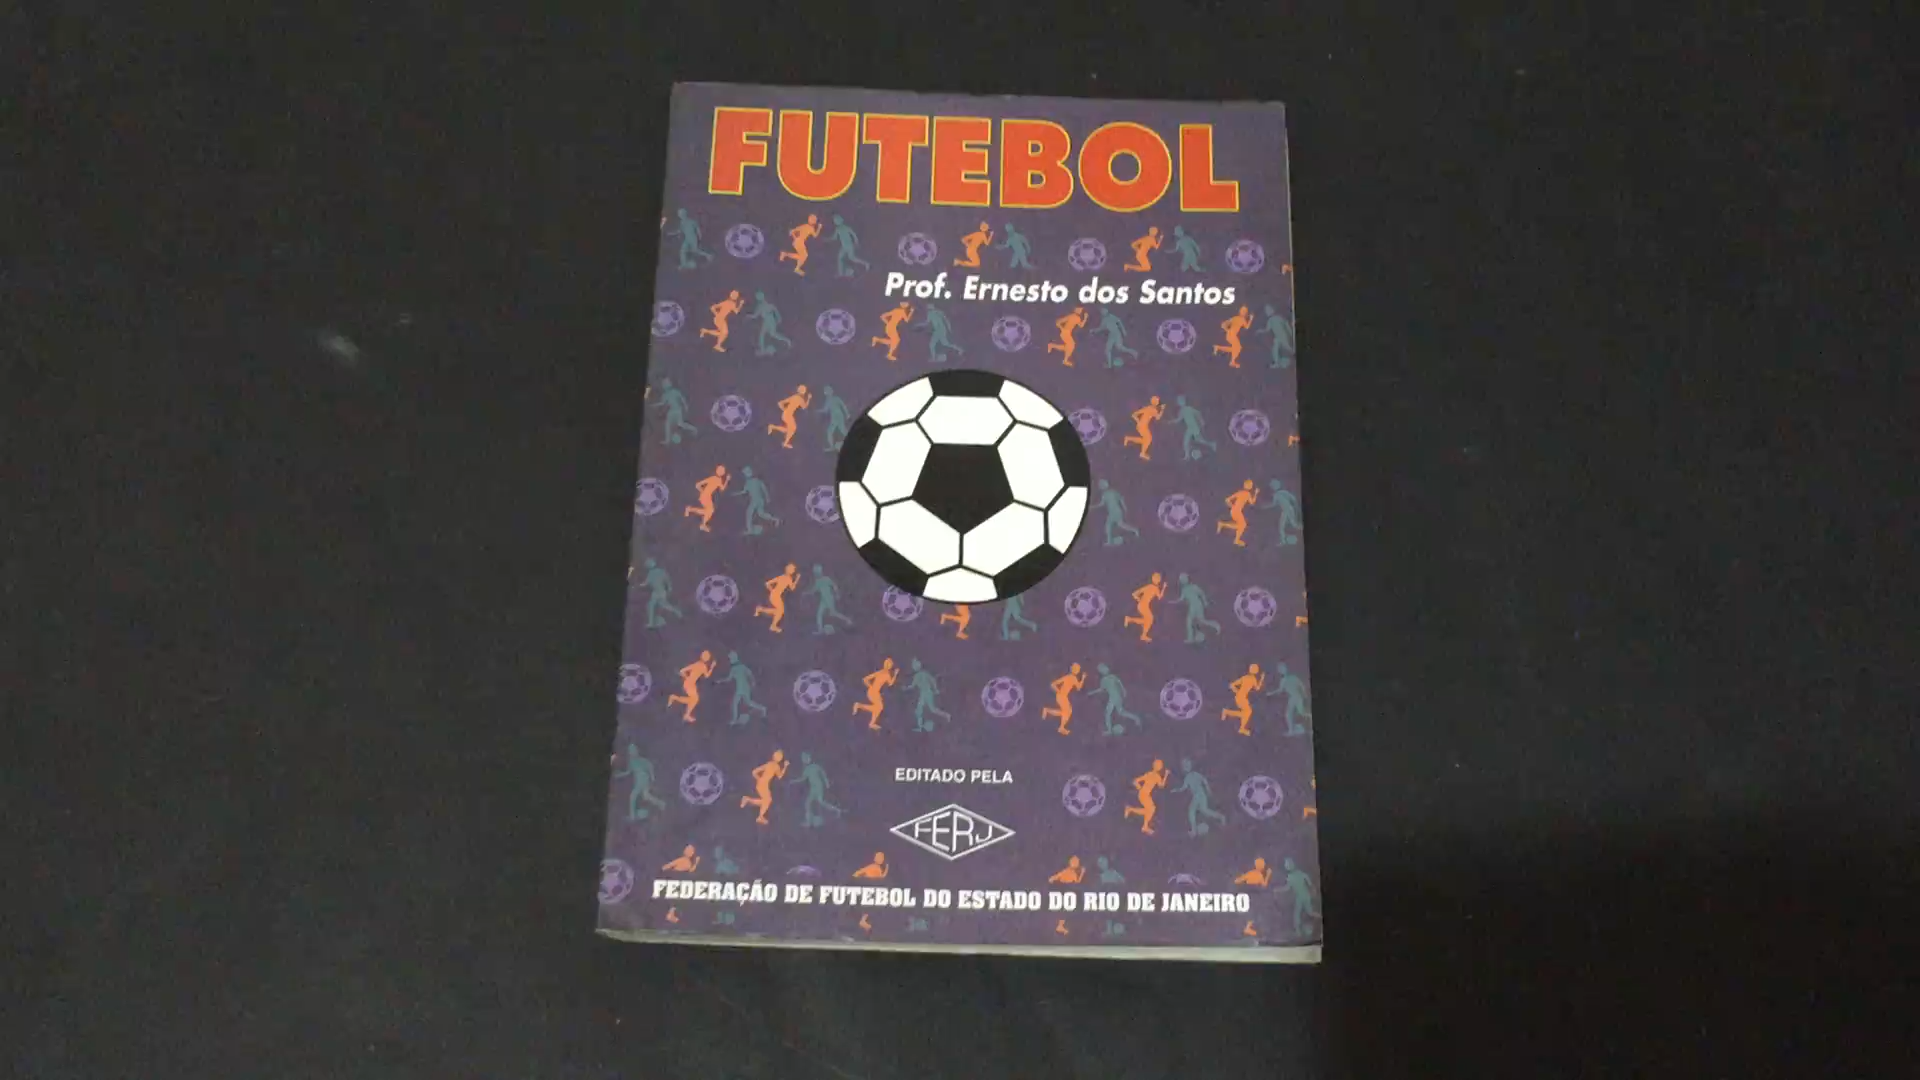 FUTEBOL
Prof. Ernesto dos Santos
EDITADO PELA
FERJ
FEDERAÇÃO DE FUTEBOL DO ESTADO DO RIO DE JANEIRO